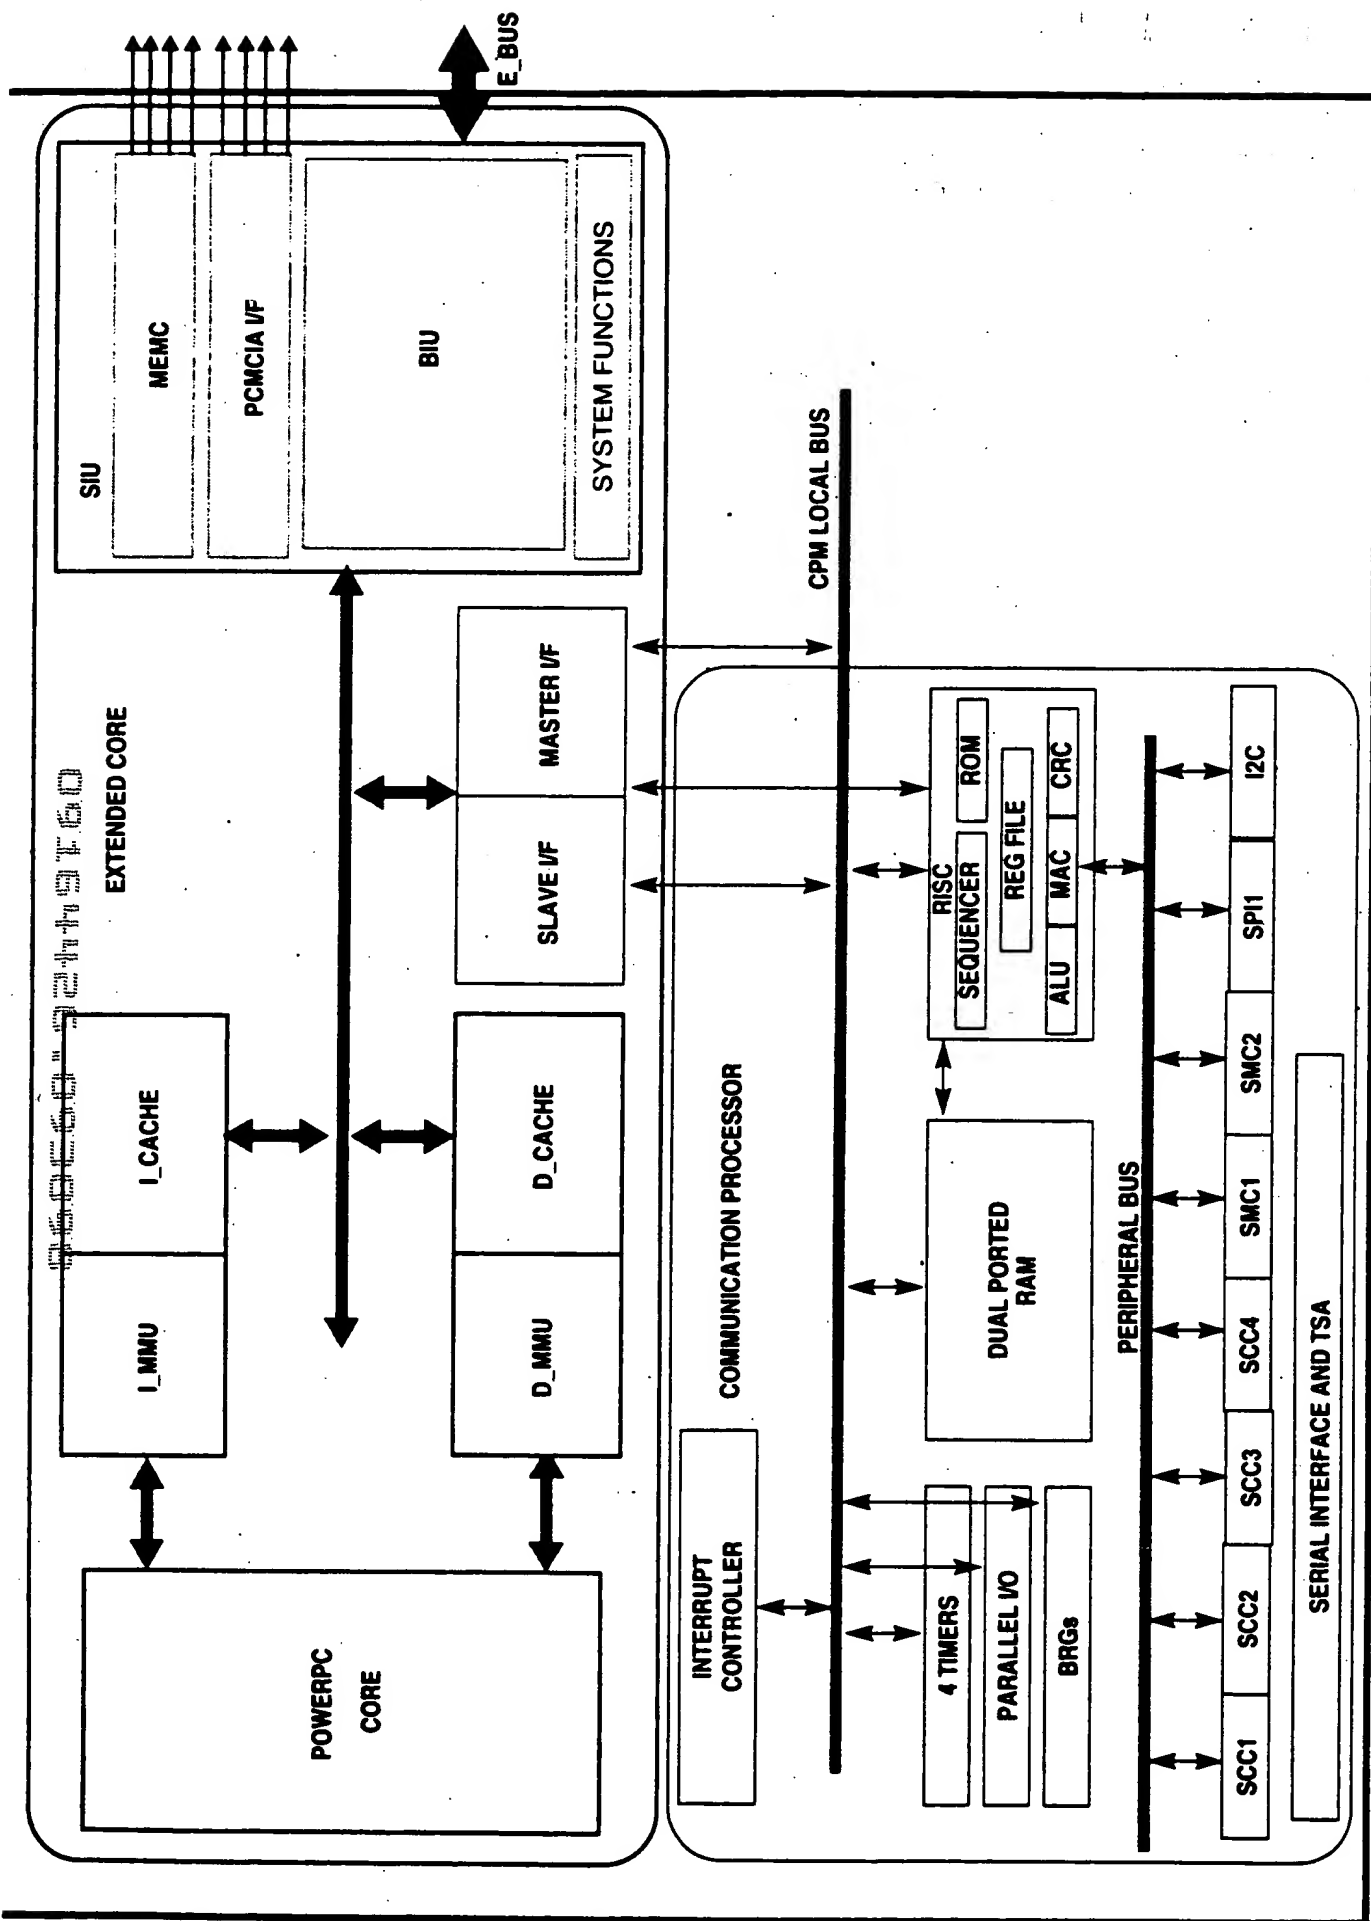 EXTENDED CORE
POWERPC
CORE
I_MMU
I_CACHE
D_MMU
D_CACHE
SLAVE I/F
MASTER I/F
SIU
MEMC
PCMCIA I/F
BIU
SYSTEM FUNCTIONS
E_BUS
INTERRUPT
CONTROLLER
COMMUNICATION PROCESSOR
CPM LOCAL BUS
4 TIMERS
PARALLEL I/O
BRGs
DUAL PORTED
RAM
RISC
SEQUENCER
ROM
REG FILE
ALU
MAC
CRC
PERIPHERAL BUS
SCC1
SCC2
SCC3
SCC4
SMC1
SMC2
SPI1
I2C
SERIAL INTERFACE AND TSA